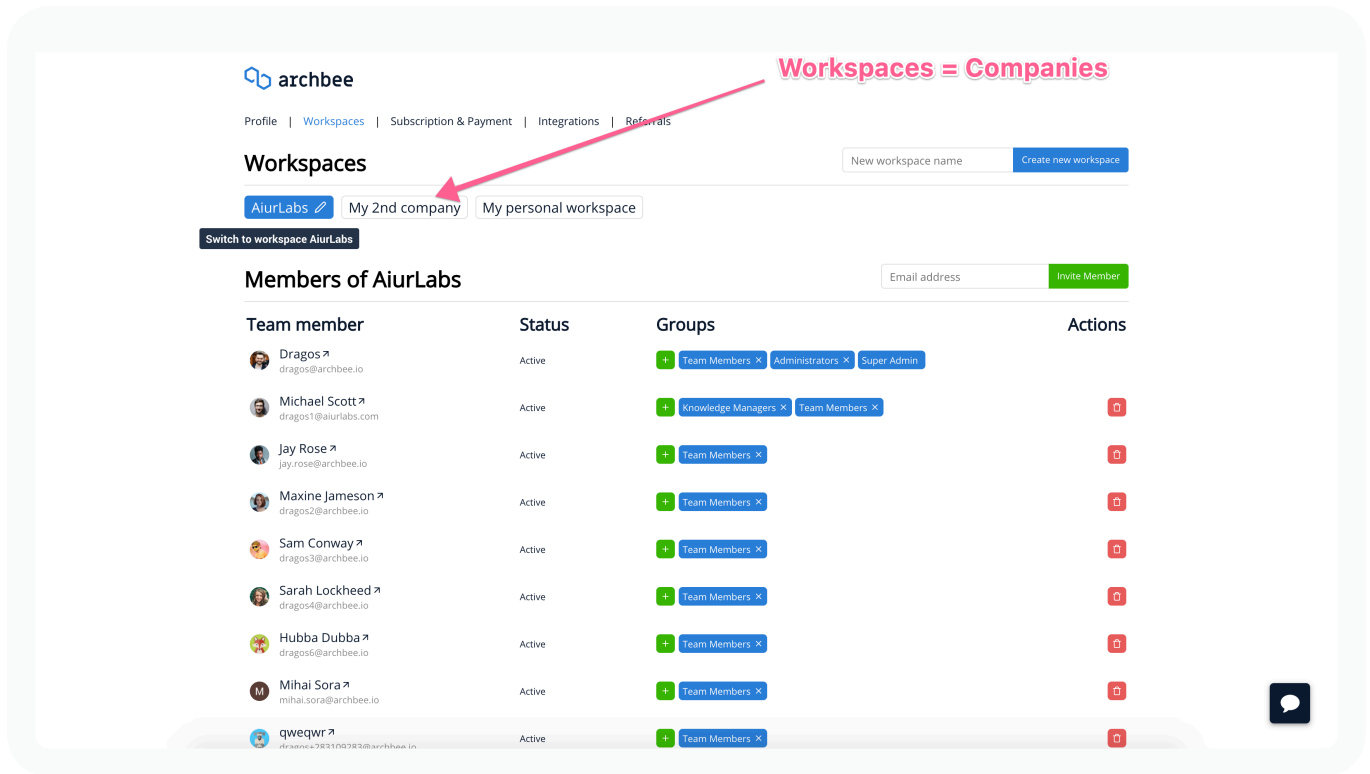 Workspaces = Companies
archbee
Profile | Workspaces | Subscription & Payment | Integrations | Referrals
Workspaces
New workspace name Create new workspace
AiurLabs My 2nd company My personal workspace
Switch to workspace AiurLabs
Members of AiurLabs
Email address Invite Member
Team member Status Groups Actions
Dragos
dragos@archbee.io
Active + Team Members × Administrators × Super Admin
Michael Scott
dragos1@aiurlabs.com
Active + Knowledge Managers × Team Members ×
Jay Rose
jay.rose@archbee.io
Active + Team Members ×
Maxine Jameson
dragos2@archbee.io
Active + Team Members ×
Sam Conway
dragos3@archbee.io
Active + Team Members ×
Sarah Lockheed
dragos4@archbee.io
Active + Team Members ×
Hubba Dubba
dragos6@archbee.io
Active + Team Members ×
M
Mihai Sora
mihai.sora@archbee.io
Active + Team Members ×
qweqwr
dragos+283109283@archbee.io
Active + Team Members ×